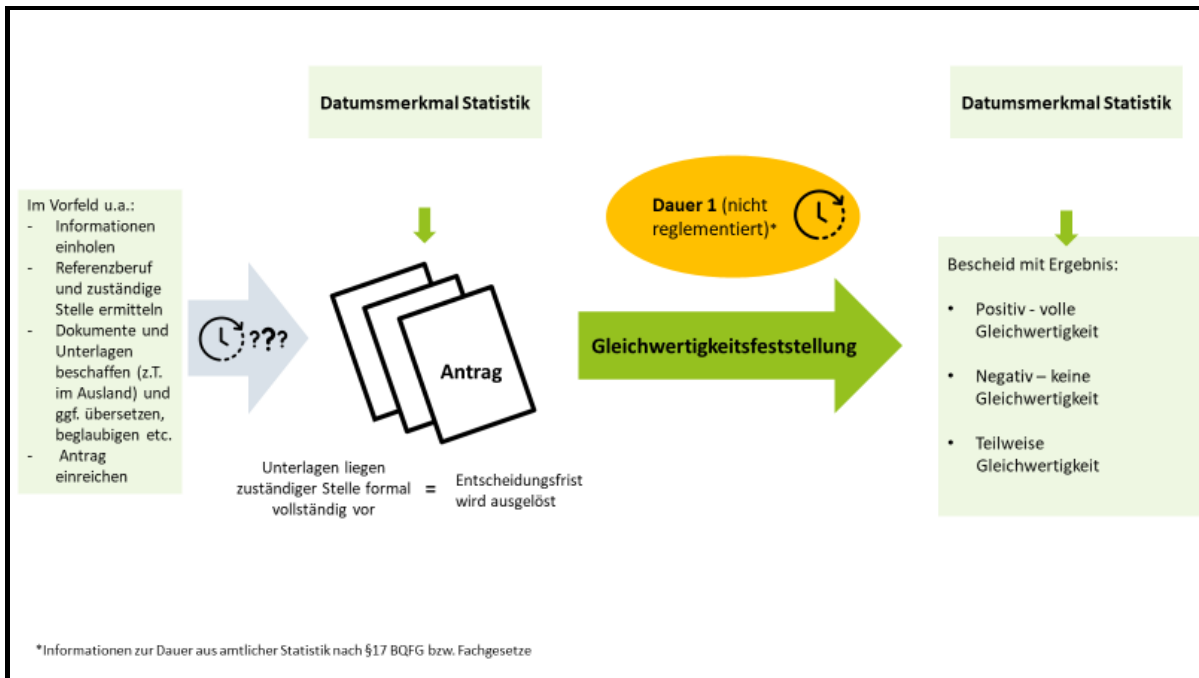 Datumsmerkmal Statistik
Datumsmerkmal Statistik
Im Vorfeld u.a.:
- Informationen
einholen
- Referenzberuf
und zuständige
Stelle ermitteln
- Dokumente und
Unterlagen
beschaffen (z.T.
im Ausland) und
ggf. übersetzen,
beglaubigen etc.
- Antrag
einreichen
???
Antrag
Unterlagen liegen
zuständiger Stelle formal
vollständig vor
=
Entscheidungsfrist
wird ausgelöst
Dauer 1 (nicht
reglementiert)*
Gleichwertigkeitsfeststellung
Bescheid mit Ergebnis:
• Positiv - volle
Gleichwertigkeit
• Negativ – keine
Gleichwertigkeit
• Teilweise
Gleichwertigkeit
*Informationen zur Dauer aus amtlicher Statistik nach §17 BQFG bzw. Fachgesetze